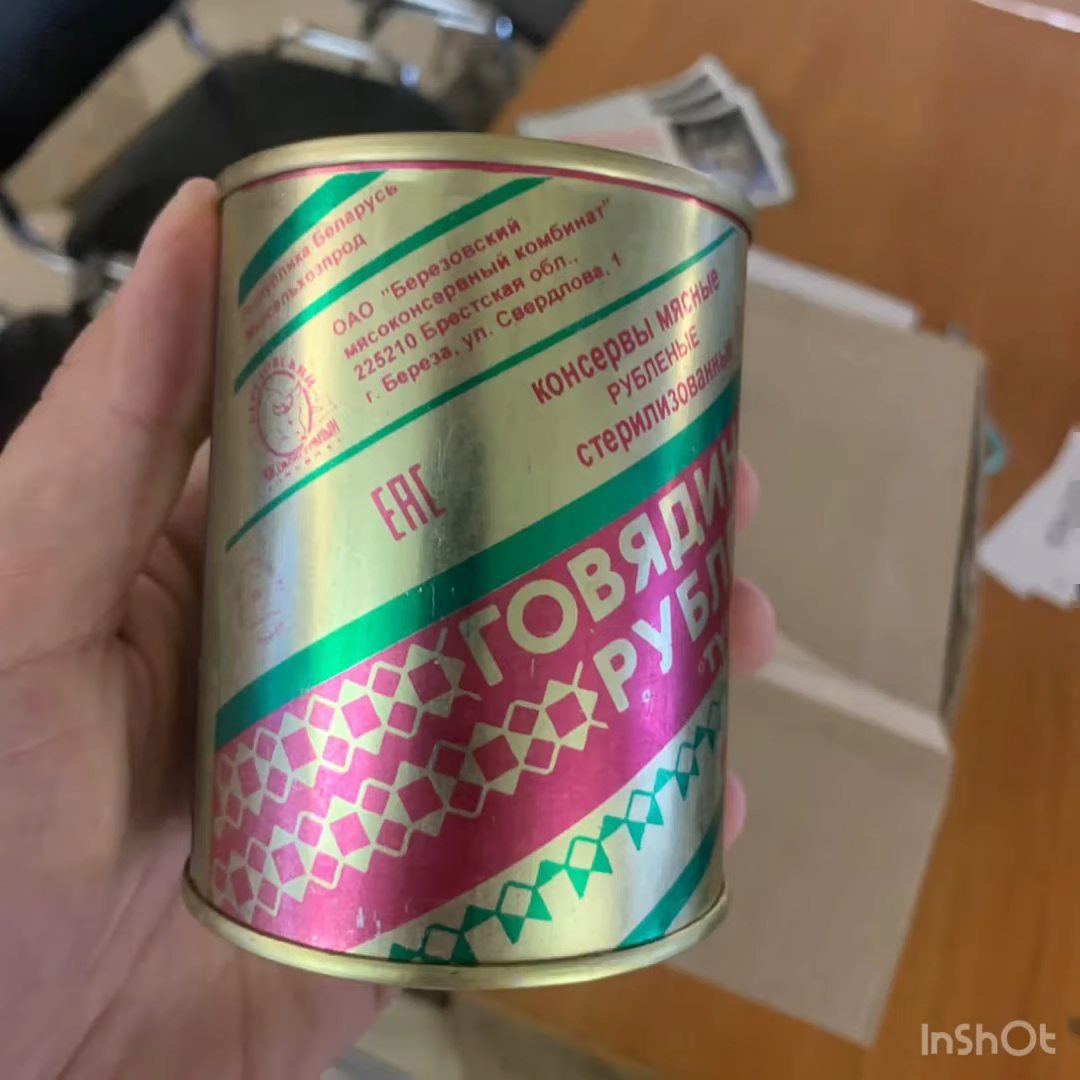 Республика Беларусь
Минсельхозпрод
ОАО "Березовский
мясоконсервный комбинат"
225210 Брестская обл.,
г. Береза, ул. Свердлова, 1
консервы мясные
РУБЛЕНЫЕ
стерилизованные
ЕАС
ГОВЯДИН
РУБЛ
InShOt